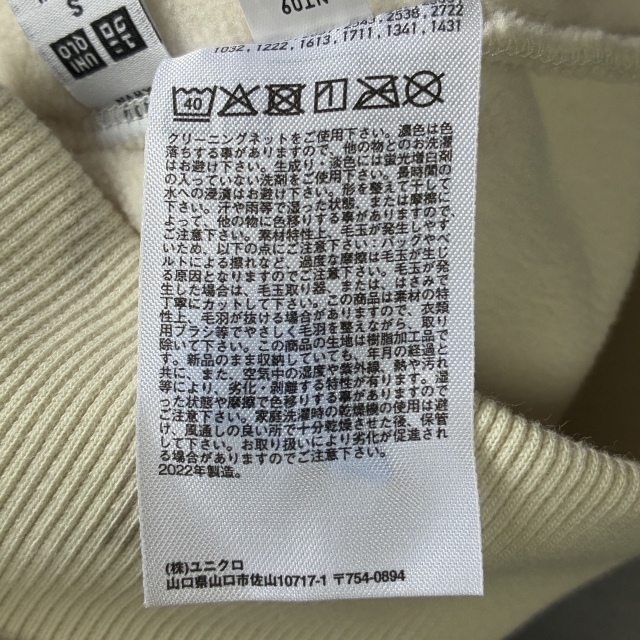 UNI
QLO
S
NTU9
2538, 2722
1032, 1222, 1613, 1711, 1341, 1431
40
クリーニングネットをご使用下さい。濃色は色
落ちする事がありますので、他の物とお洗濯
はお避け下さい。生成り、淡色には蛍光増白剤
の入っていない洗剤をご使用下さい。長時間の
水への浸漬はお避け下さい。形を整えて干して
下さい。汗や雨等で湿った状態、または摩擦に
よって、他の物に色移りする事がありますので、
ご注意下さい。素材特性上、毛玉が発生しやす
いため、以下の点にご注意下さい・バッグやベ
ルトによる擦れなど、過度な摩擦は毛玉が生じ
る原因となりますのでご注意下さい。毛玉が発
生した場合は、毛玉取り器、または、はさみで
丁寧にカットして下さい。この商品は素材の特
性上、毛羽が抜ける場合がありますので、衣類
用ブラシ等でやさしく毛羽を整えながら、取り
除いて下さい。この商品の生地は樹脂加工品で
す。新品のまま収納していても、年月の経過と
共に、また、空気中の湿度や紫外線、熱や汚れ
等により、劣化・剥離する特性が有ります。湿
った状態や摩擦で色移りする事がありますので
ご注意下さい。家庭洗濯時の乾燥機の使用は避
け、風通しの良い所で十分乾燥させた後、保管
して下さい。お取り扱いにより劣化が促進され
る場合がありますのでご注意下さい。
2022年製造。
(株)ユニクロ
山口県山口市佐山10717-1 〒754-0894